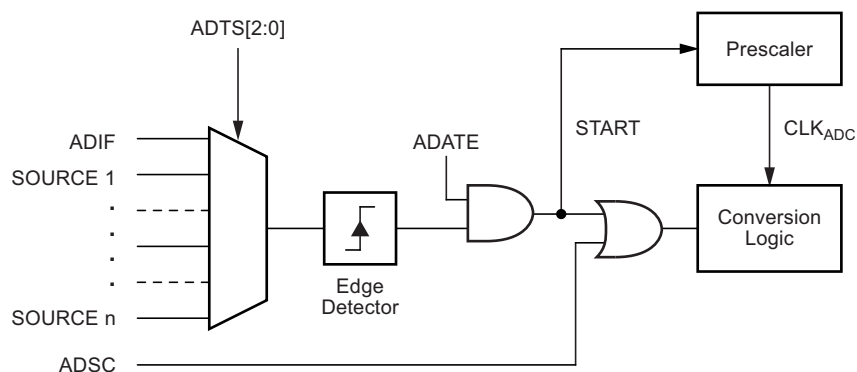 ADTS[2:0]
Prescaler
START
CLKADC
ADIF
ADATE
SOURCE 1
.
.
.
.
Conversion
Logic
Edge
Detector
SOURCE n
ADSC